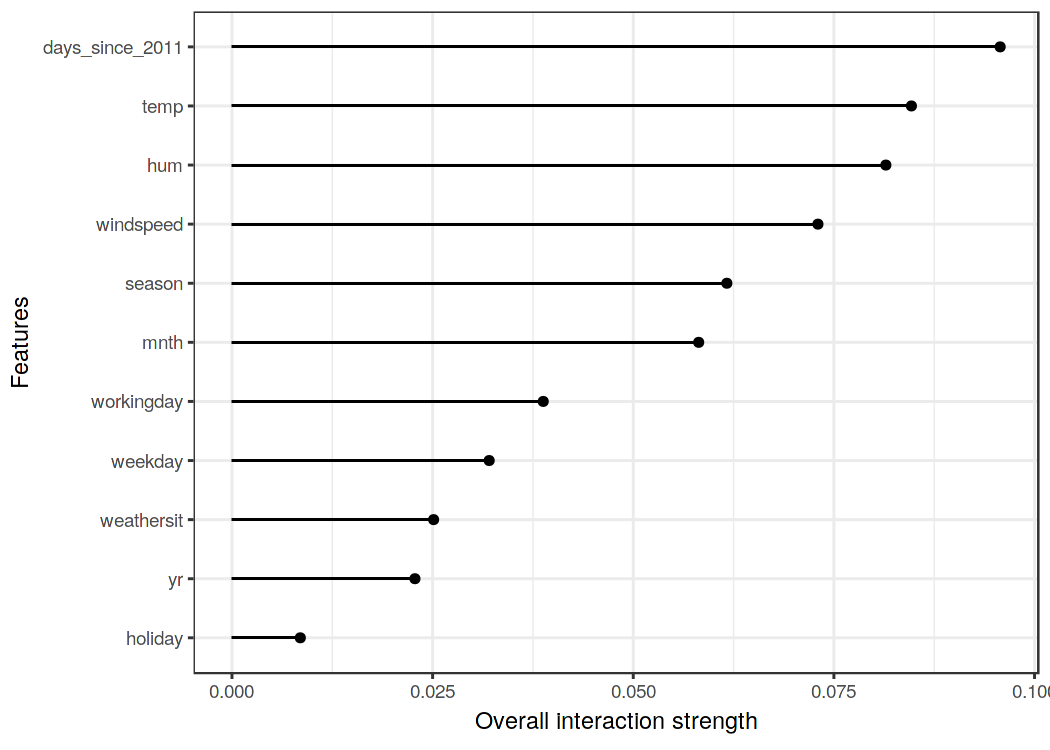 days_since_2011
temp
hum
windspeed
season
mnth
workingday
weekday
weathersit
yr
holiday
Features
0.000 0.025 0.050 0.075 0.100
Overall interaction strength